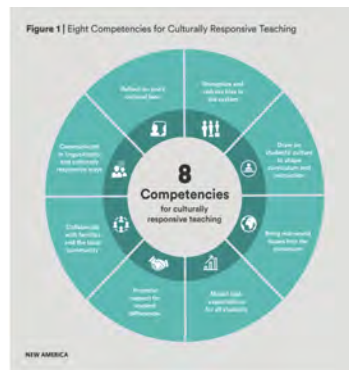 Figure 1 | Eight Competencies for Culturally Responsive Teaching
Reflect on one's
cultural lens
Recognize and
redress bias in
the system
Draw on
students' culture
to shape
curriculum and
instruction
Bring real-world
issues into the
classroom
Model high
expectations
for all students
Promote
respect for
student
differences
Collaborate
with families
and the local
community
Communicate
in linguistically
and culturally
responsive ways
8
Competencies
for culturally
responsive teaching
NEW AMERICA